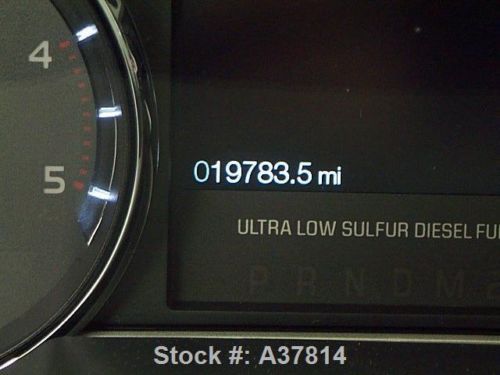 4
5
019783.5 mi
ULTRA LOW SULFUR DIESEL FU
P R N D M
Stock #: A37814